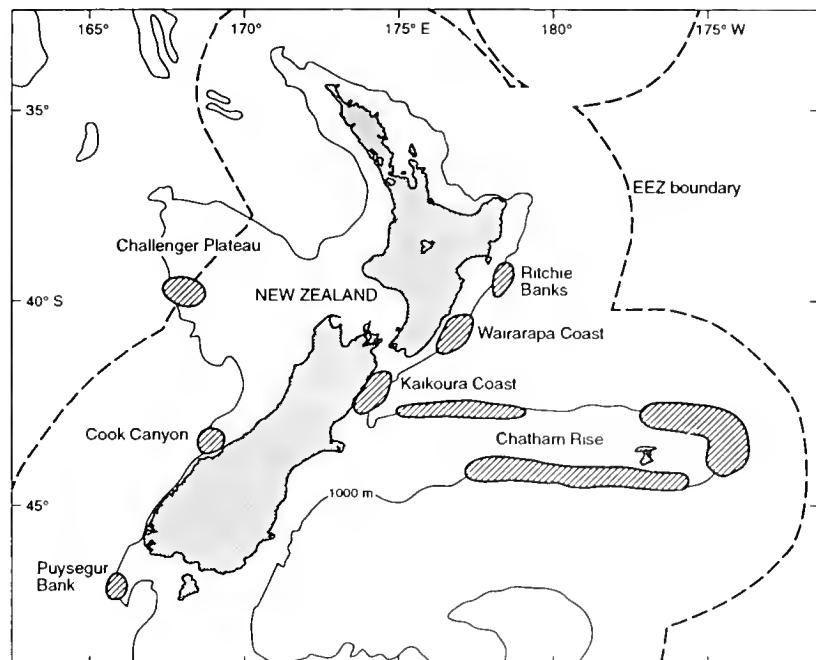 165°
170°
175° E
180°
175° W
35°
EEZ boundary
Challenger Plateau
Ritchie
Banks
40° S
NEW ZEALAND
Wairarapa Coast
Kaikoura Coast
Cook Canyon
Chatham Rise
1000 m
45°
Puysegur
Bank